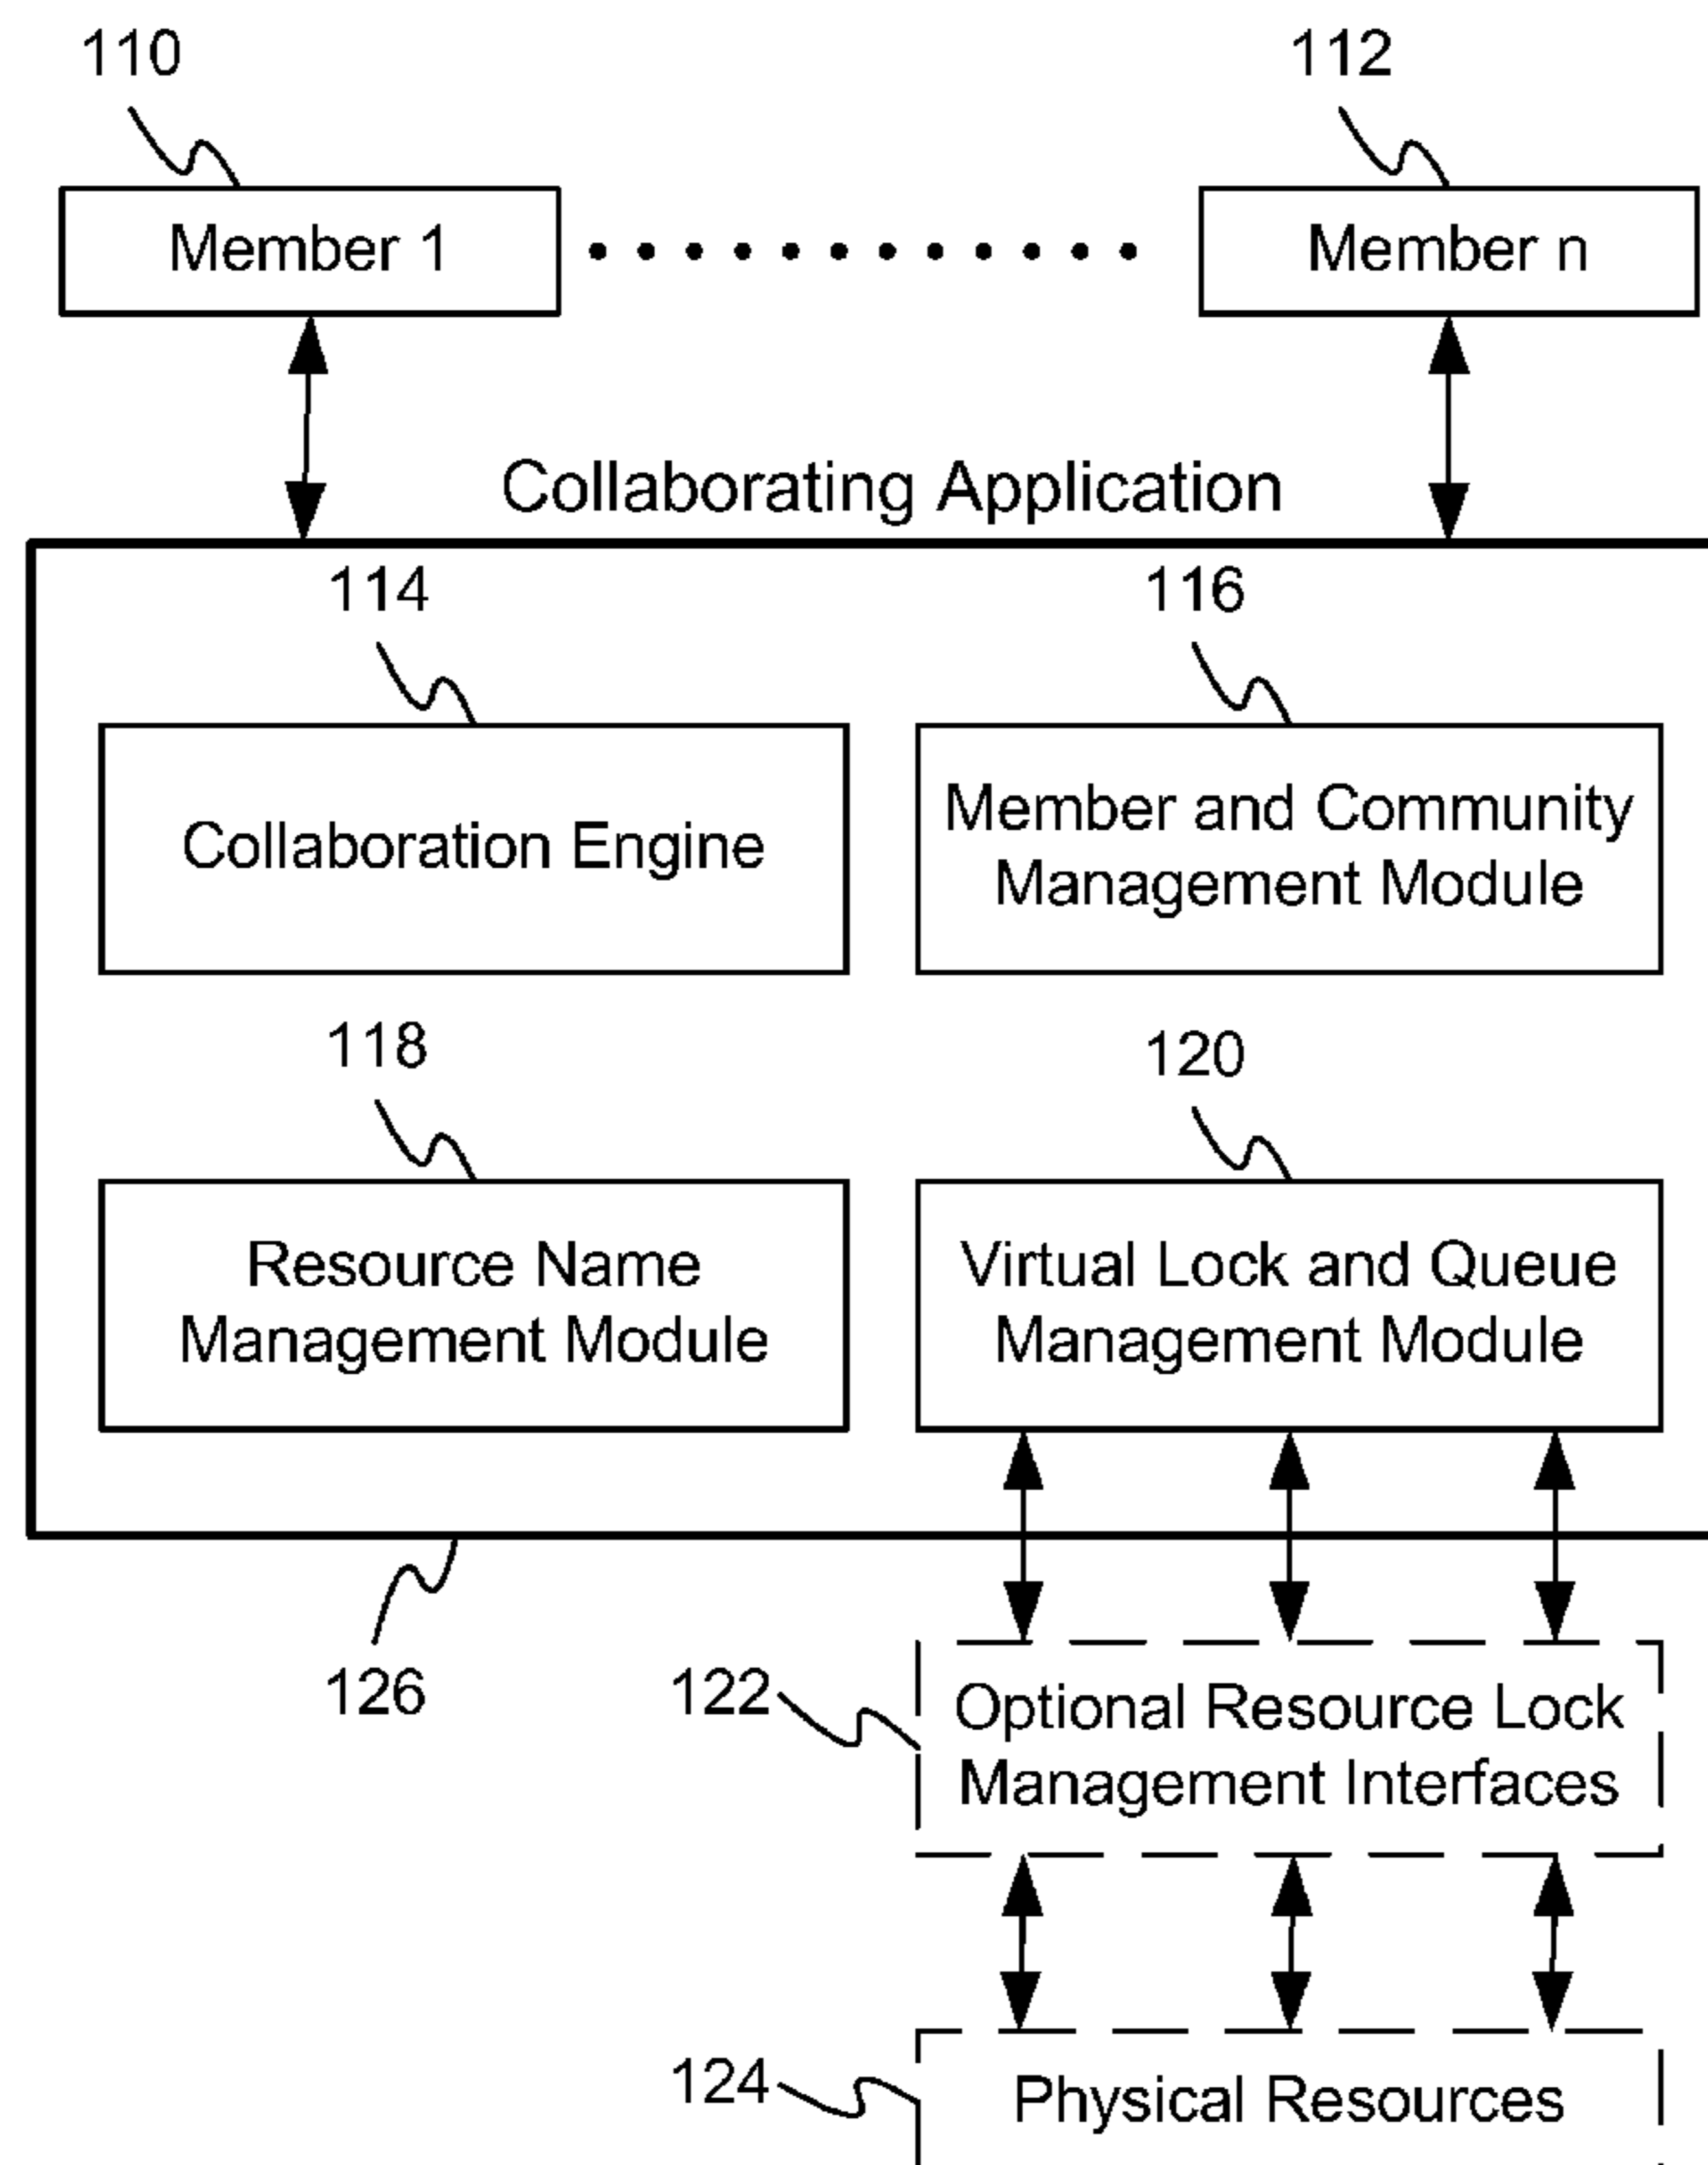 110
112
Member 1
Member n
Collaborating Application
114
116
Collaboration Engine
Member and Community
Management Module
118
120
Resource Name
Management Module
Virtual Lock and Queue
Management Module
126
122
Optional Resource Lock
Management Interfaces
124
Physical Resources